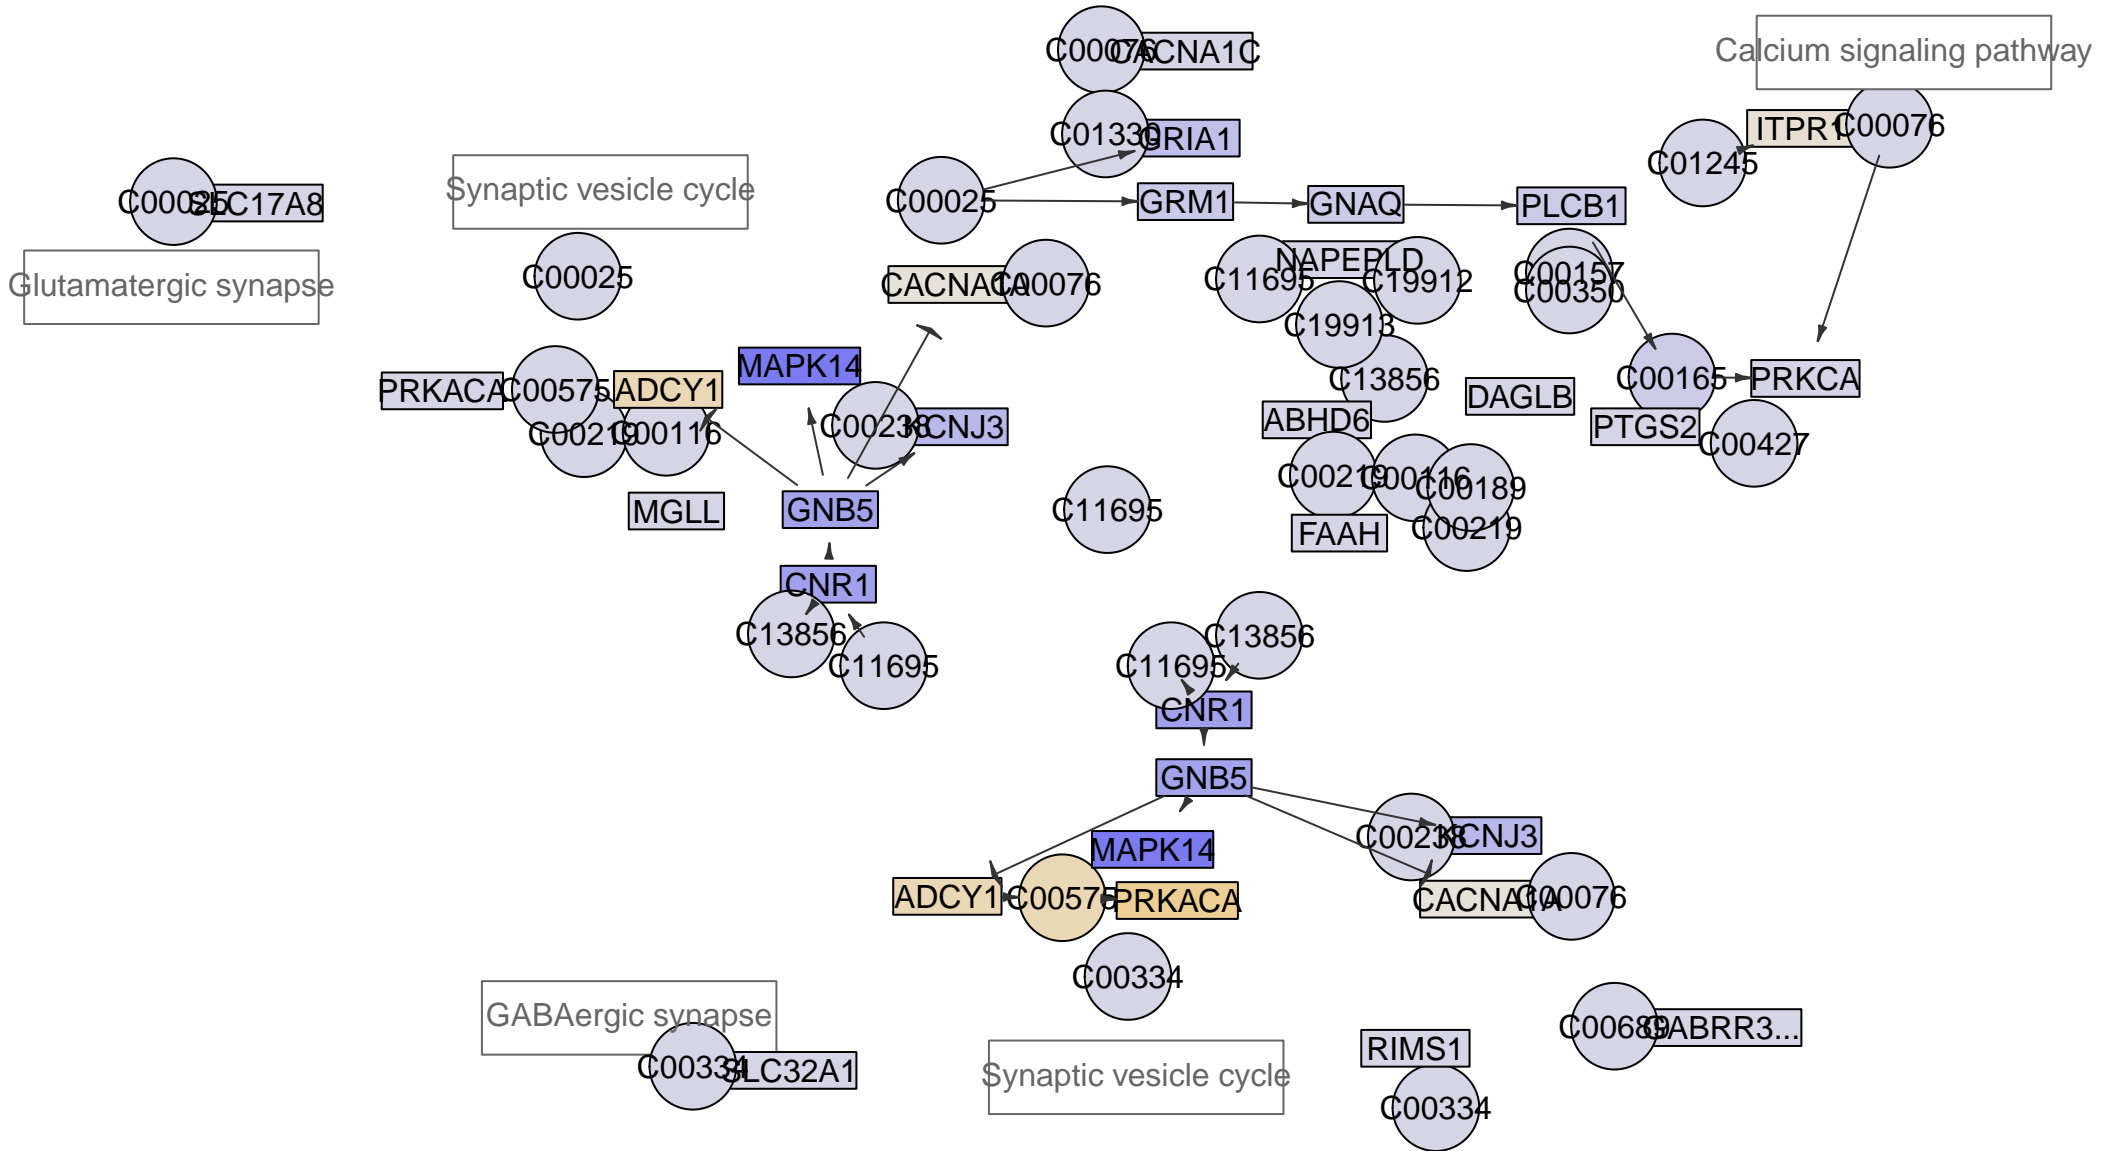 C00076
CACNA1C
Calcium signaling pathway
C01330
GRIA1
ITPR1
C00076
C01245
Synaptic vesicle cycle
C00025
SLC17A8
C00025
GRM1
GNAQ
PLCB1
Glutamatergic synapse
C00025
CACNA1A
C00076
C11695
NAPEPLD
C19912
C00157
C00350
C19913
MAPK14
C13856
PRKACA
C00575
ADCY1
DAGLB
C00165
PRKCA
C00219
C00116
C00238
KCNJ3
ABHD6
PTGS2
C00427
C00219
C00116
C00189
MGLL
GNB5
C11695
FAAH
C00219
CNR1
C13856
C11695
C13856
C11695
CNR1
GNB5
C00238
KCNJ3
MAPK14
ADCY1
C00575
PRKACA
CACNA1A
C00076
C00334
GABAergic synapse
C00689
GABRR3...
C00334
SLC32A1
Synaptic vesicle cycle
RIMS1
C00334